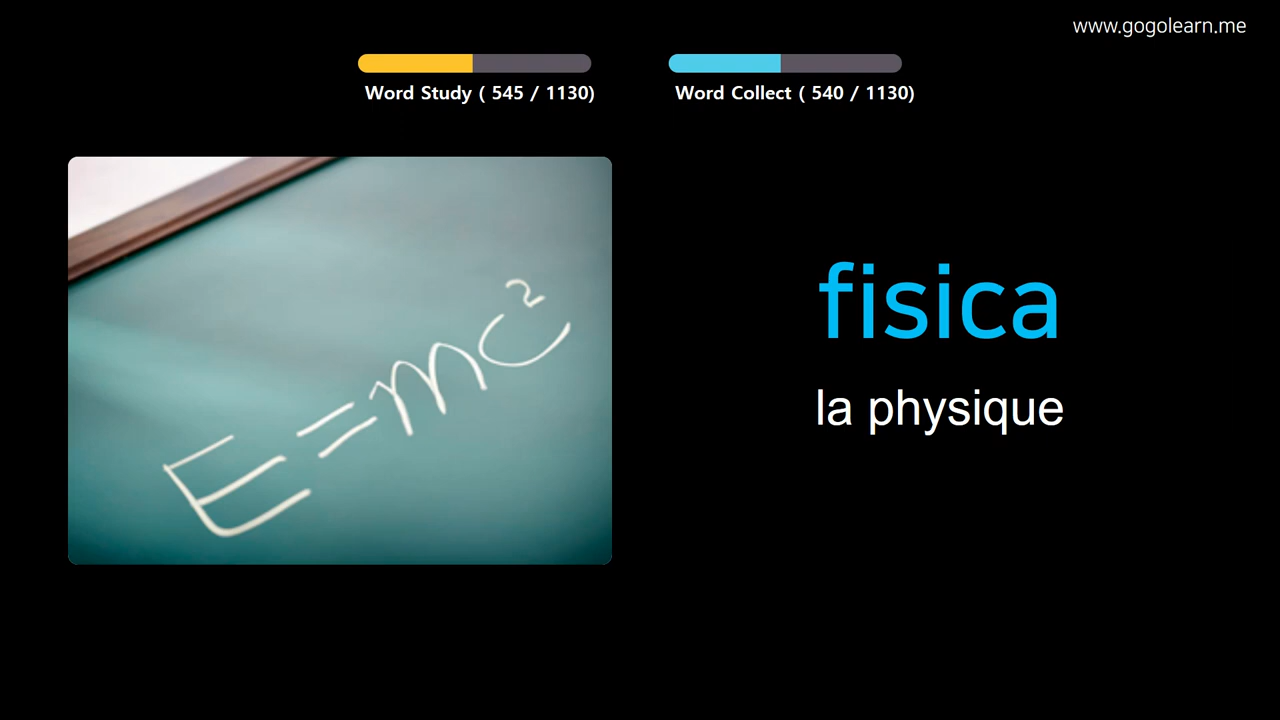 www.gogolearn.me
Word Study ( 545 / 1130)
Word Collect ( 540 / 1130)
E=mc²
fisica
la physique